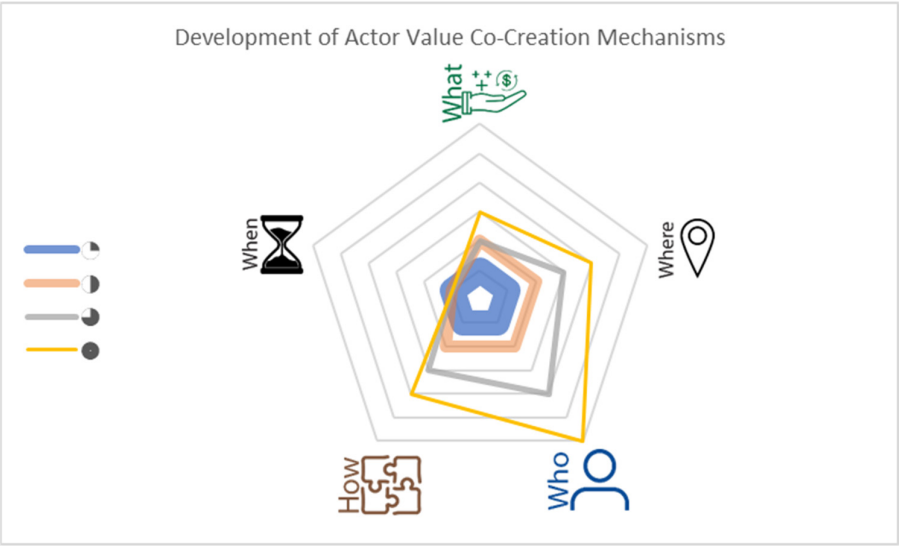 Development of Actor Value Co-Creation Mechanisms
What
$
When
Where
How
Who